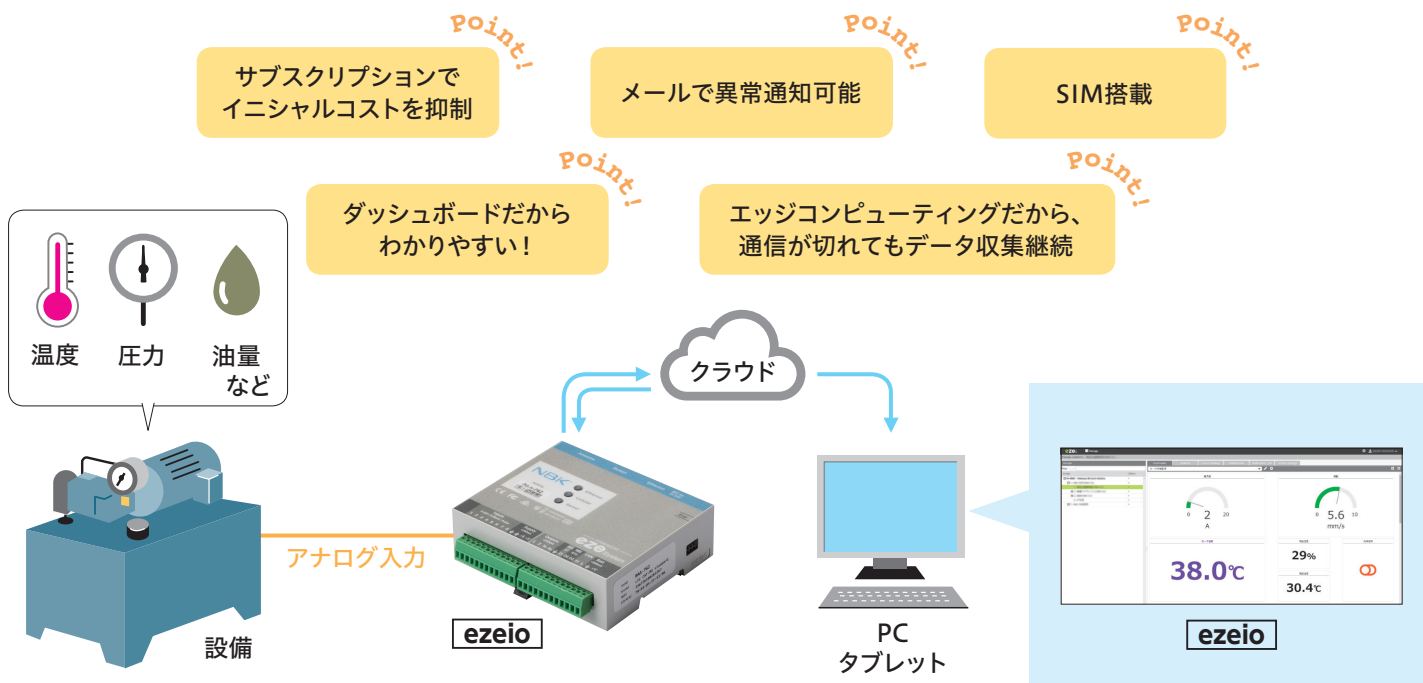 Point!
サブスクリプションで
イニシャルコストを抑制
Point!
メールで異常通知可能
Point!
SIM搭載
Point!
ダッシュボードだから
わかりやすい！
Point!
エッジコンピューティングだから、
通信が切れてもデータ収集継続
温度
圧力
油量
など
クラウド
アナログ入力
設備
NBK
ezeio
PC
タブレット
0 2 20
A
0 5.6 10
mm/s
38.0℃
29%
30.4℃
ezeio